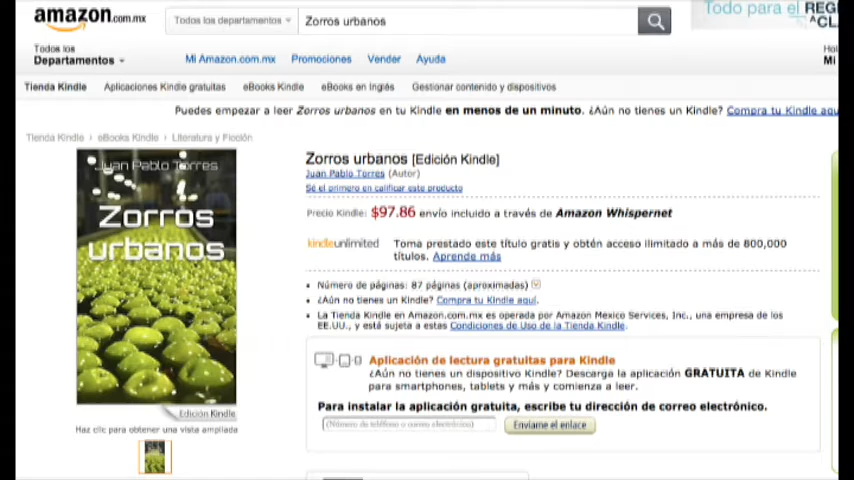 amazon.com.mx
Todos los departamentos
Zorros urbanos
Todo para el REG
A CL
Todos los
Departamentos
Mi Amazon.com.mx Promociones Vender Ayuda
Mi
Tienda Kindle Aplicaciones Kindle gratuitas eBooks Kindle eBooks en Inglés Gestionar contenido y dispositivos
Puedes empezar a leer Zorros urbanos en tu Kindle en menos de un minuto. ¿Aún no tienes un Kindle? Compra tu Kindle aqu
Tienda Kindle › eBooks Kindle › Literatura y Ficción
Juan Pablo Torres
Zorros
urbanos
Edición Kindle
Haz clic para obtener una vista ampliada
Zorros urbanos [Edición Kindle]
Juan Pablo Torres (Autor)
Sé el primero en calificar este producto
Precio Kindle: $97.86 envío incluido a través de Amazon Whispernet
kindleunlimited Toma prestado este título gratis y obtén acceso ilimitado a más de 800,000
títulos. Aprende más
Número de páginas: 87 páginas (aproximadas)
¿Aún no tienes un Kindle? Compra tu Kindle aquí.
La Tienda Kindle en Amazon.com.mx es operada por Amazon Mexico Services, Inc., una empresa de los
EE.UU., y está sujeta a estas Condiciones de Uso de la Tienda Kindle.
Aplicación de lectura gratuitas para Kindle
¿Aún no tienes un dispositivo Kindle? Descarga la aplicación GRATUITA de Kindle
para smartphones, tablets y más y comienza a leer.
Para instalar la aplicación gratuita, escribe tu dirección de correo electrónico.
(Número de teléfono o correo electrónico) Envíame el enlace